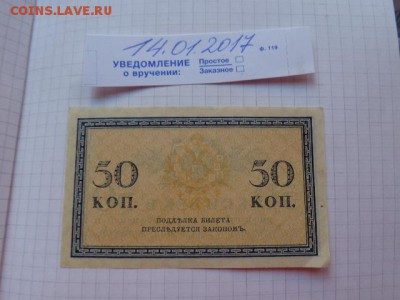 COINS.LAVE.RU
14.01.2017
ф. 119
УВЕДОМЛЕНИЕ
о вручении:
Простое
Заказное
50 50
КОП. КОП.
ПОДДѢЛКА БИЛЕТА
ПРЕСЛѢДУЕТСЯ ЗАКОНОМЪ.